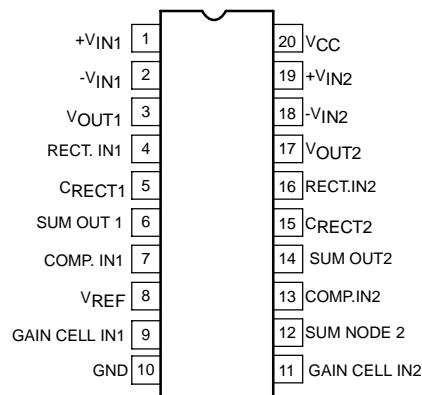 +VIN1 1 20 VCC
-VIN1 2 19 +VIN2
VOUT1 3 18 -VIN2
RECT. IN1 4 17 VOUT2
CRECT1 5 16 RECT.IN2
SUM OUT 1 6 15 CRECT2
COMP. IN1 7 14 SUM OUT2
VREF 8 13 COMP.IN2
GAIN CELL IN1 9 12 SUM NODE 2
GND 10 11 GAIN CELL IN2